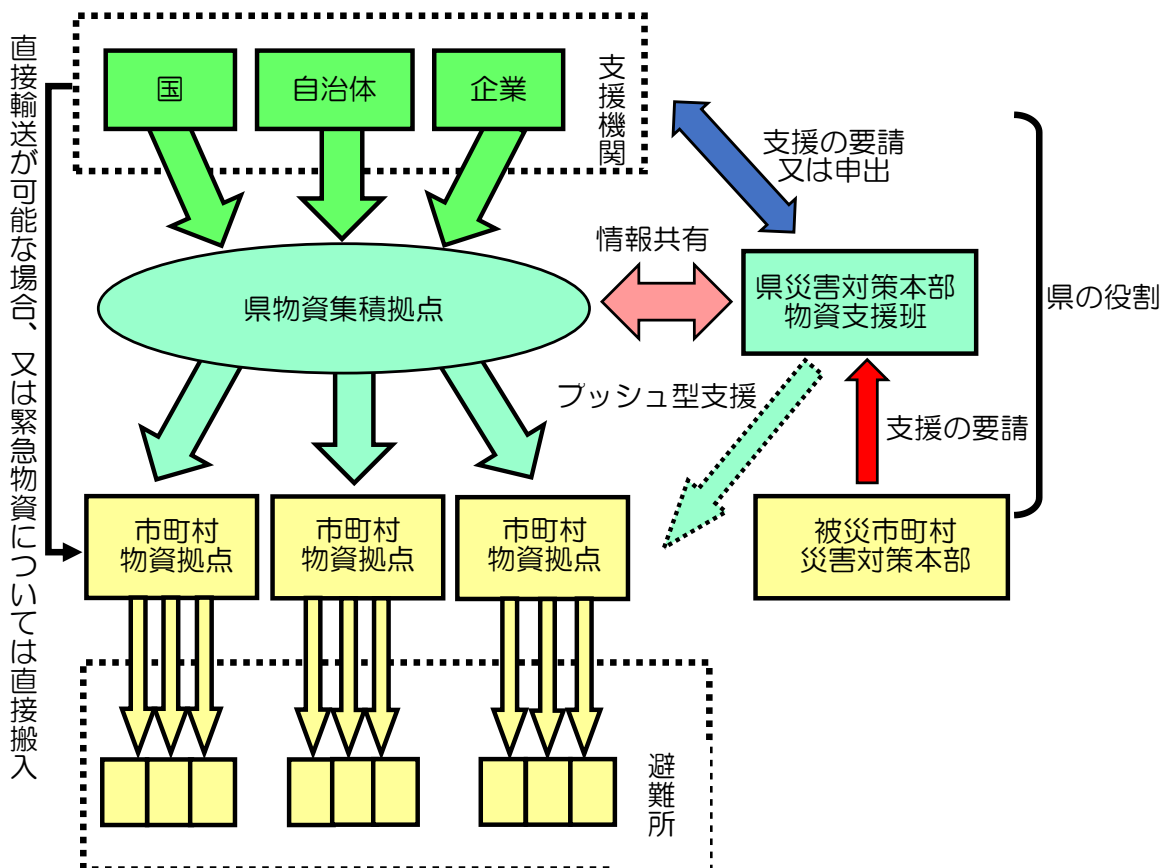 直接輸送が可能な場合、又は緊急物資については直接搬入
国
自治体
企業
支援機関
支援の要請
又は申出
情報共有
県物資集積拠点
県災害対策本部
物資支援班
県の役割
プッシュ型支援
支援の要請
市町村
物資拠点
市町村
物資拠点
市町村
物資拠点
被災市町村
災害対策本部
避難所